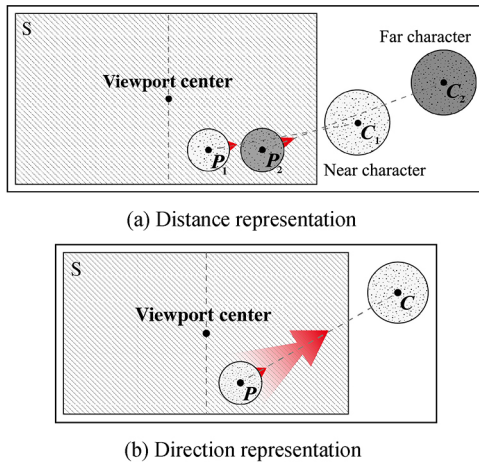 S
Far character
Viewport center
C2
C1
P1
P2
Near character
(a) Distance representation
S
C
Viewport center
P
(b) Direction representation